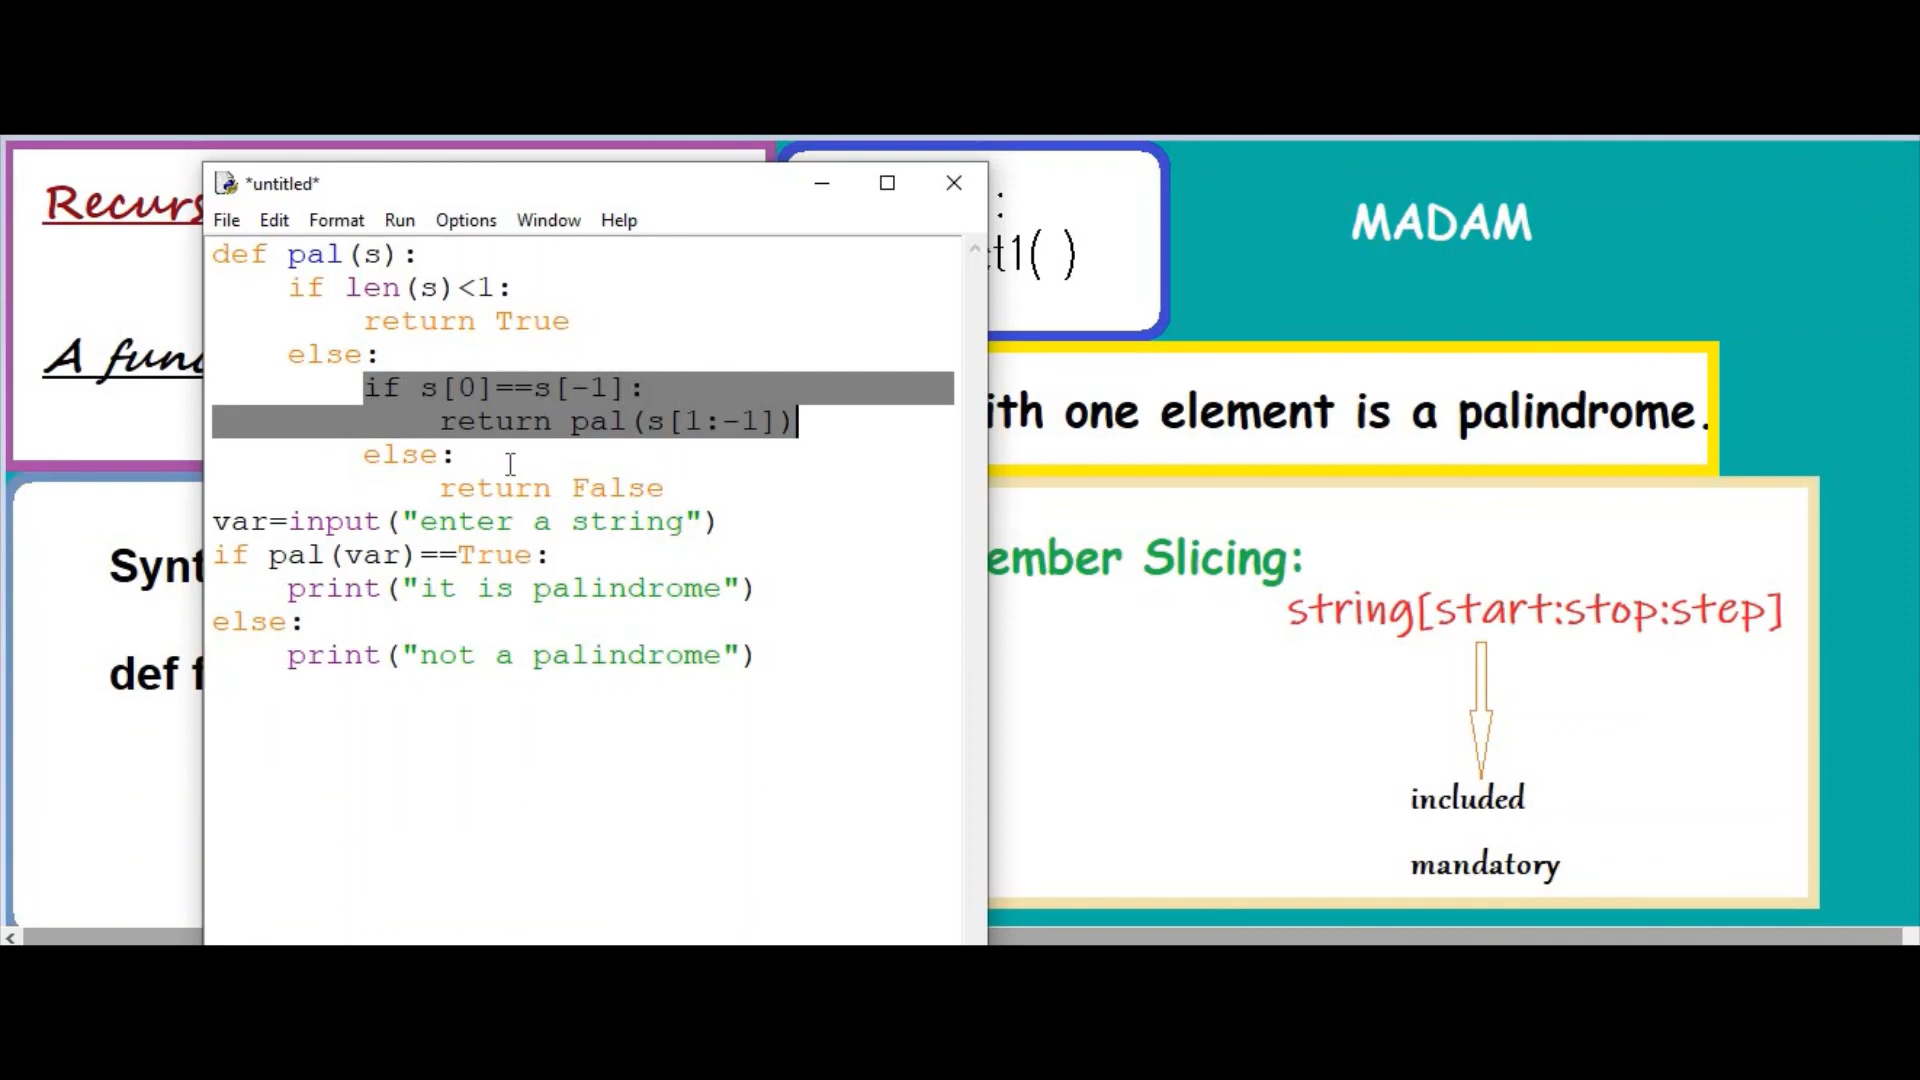 Recurs
A func
Synt
def f
*untitled*
File Edit Format Run Options Window Help
def pal(s):
    if len(s)<1:
        return True
    else:
        if s[0]==s[-1]:
            return pal(s[1:-1])
        else:
            return False
var=input("enter a string")
if pal(var)==True:
    print("it is palindrome")
else:
    print("not a palindrome")
:
ct1( )
MADAM
ith one element is a palindrome.
ember Slicing:
string[start:stop:step]
included
mandatory